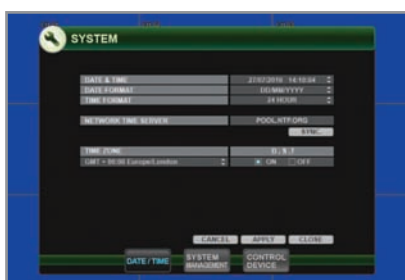 SYSTEM
DATE & TIME 27/07/2010 14:10:04
DATE FORMAT DD/MM/YYYY
TIME FORMAT 24 HOUR
NETWORK TIME SERVER POOL.NTP.ORG
SYNC.
TIME ZONE D.S.T
GMT + 00:00 Europe/London ON OFF
CANCEL APPLY CLOSE
DATE / TIME SYSTEM MANAGEMENT CONTROL DEVICE